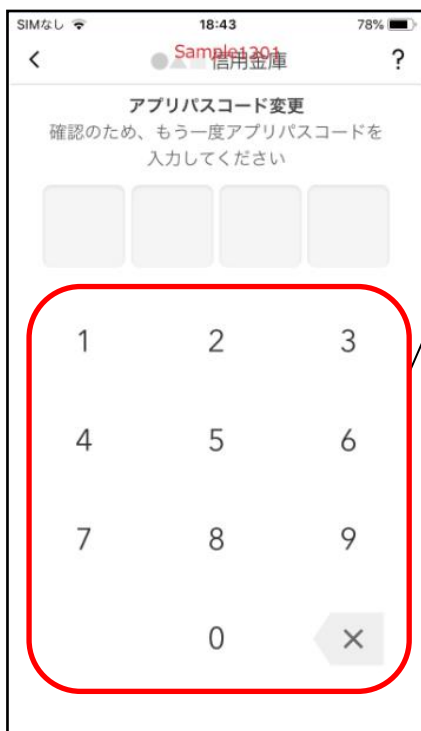 SIMなし 18:43 78%
< ●▲■信用金庫 ?
Sample1201
アプリパスコード変更
確認のため、もう一度アプリパスコードを
入力してください
1 2 3
4 5 6
7 8 9
0 ×